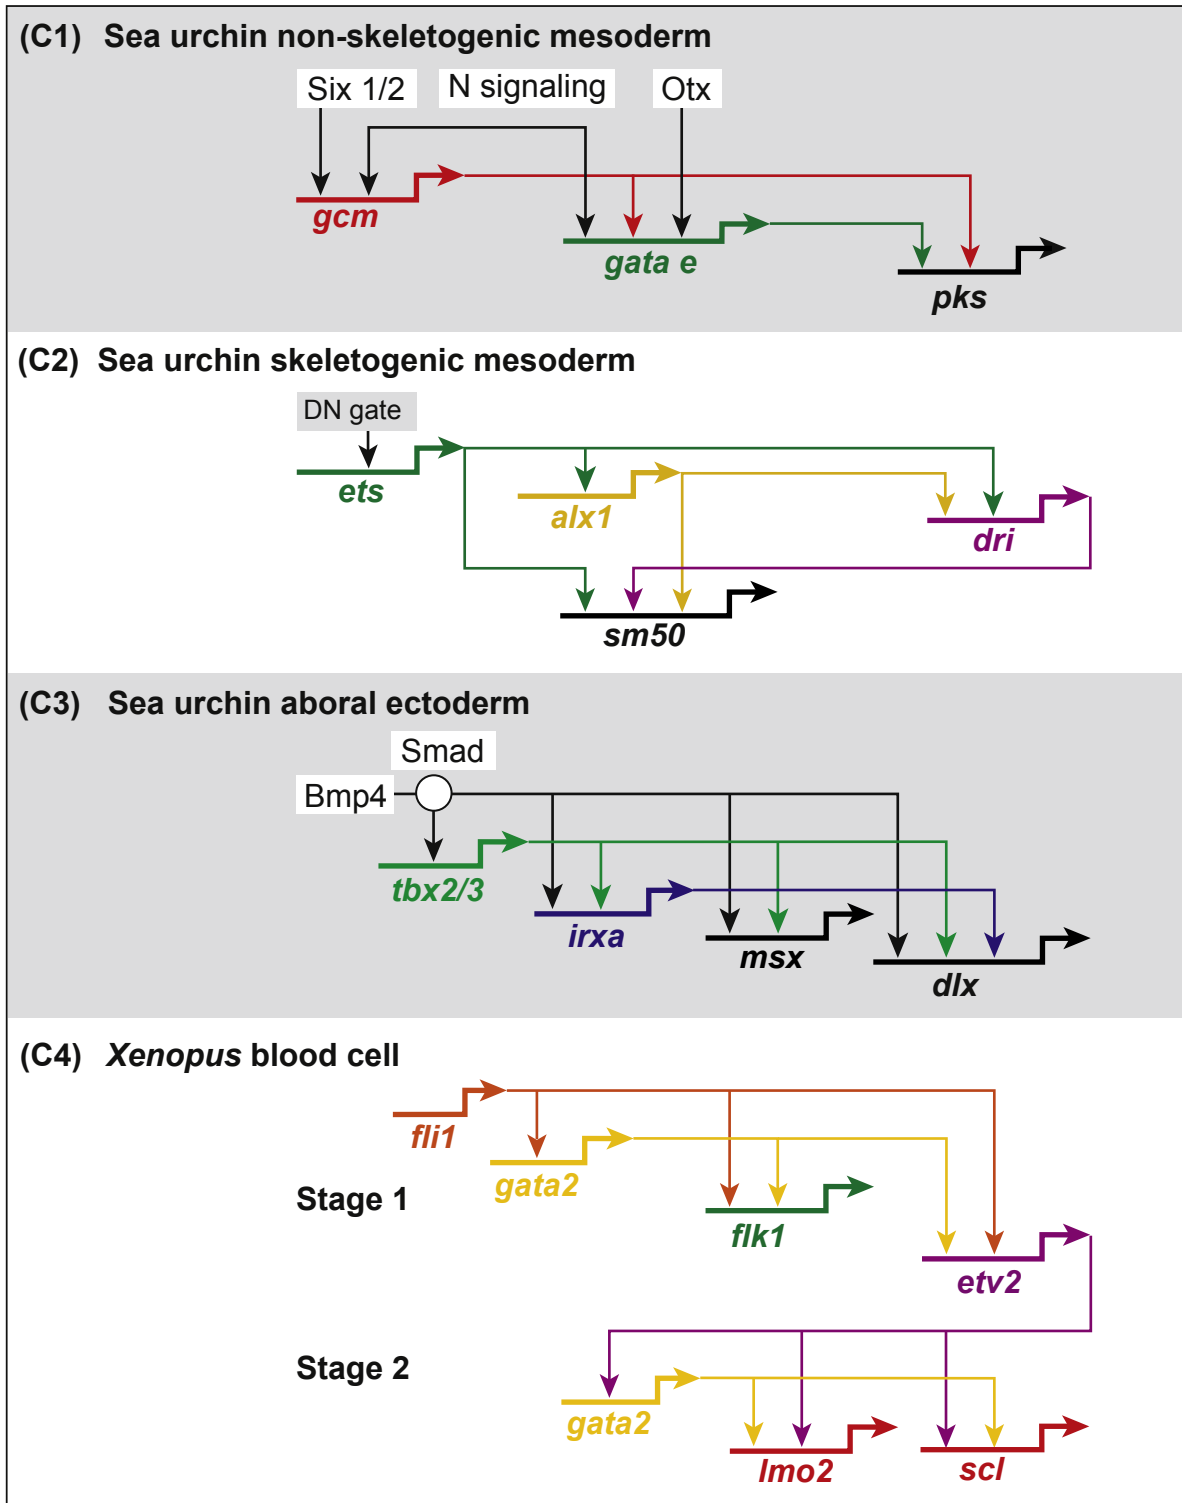 (C1) Sea urchin non-skeletogenic mesoderm
Six 1/2 N signaling Otx
gcm
gata e
pks
(C2) Sea urchin skeletogenic mesoderm
DN gate
ets
alx1
dri
sm50
(C3) Sea urchin aboral ectoderm
Smad
Bmp4
tbx2/3
irxa
msx
dlx
(C4) Xenopus blood cell
fli1
gata2
Stage 1
flk1
etv2
Stage 2
gata2
lmo2
scl